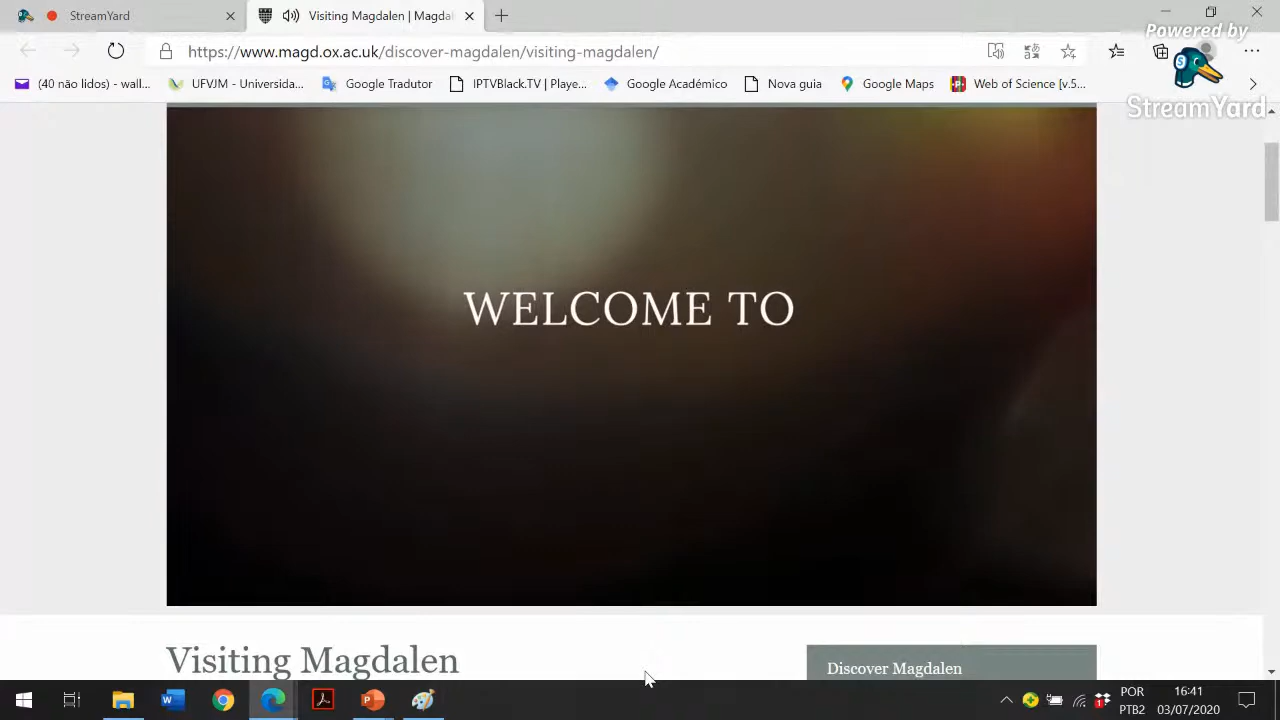 StreamYard
Visiting Magdalen | Magda
Powered by
https://www.magd.ox.ac.uk/discover-magdalen/visiting-magdalen/
(40 não lidos) - wal...
UFVJM - Universida...
Google Tradutor
IPTVBlack.TV | Playe...
Google Acadêmico
Nova guia
Google Maps
Web of Science [v.5...
StreamYard
WELCOME TO
Visiting Magdalen
Discover Magdalen
POR
PTB2
16:41
03/07/2020